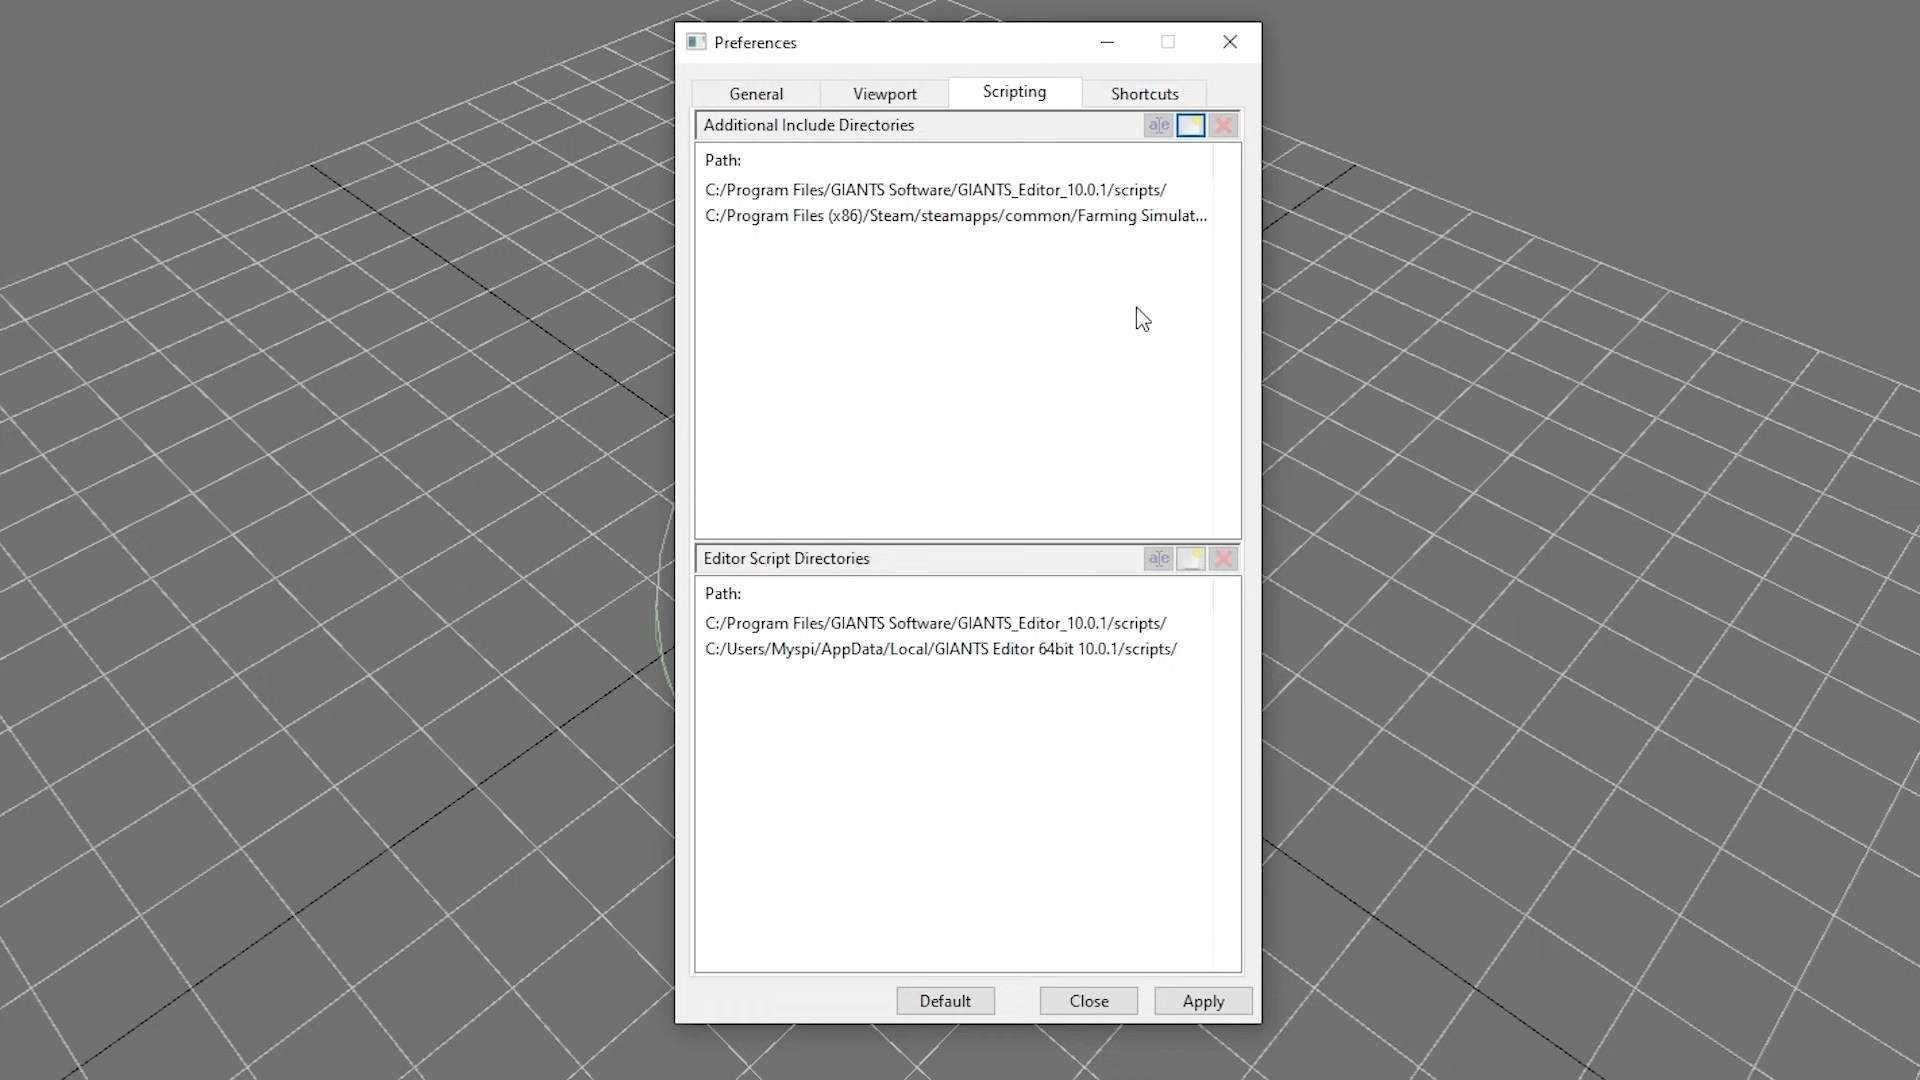 Preferences
General Viewport Scripting Shortcuts
Additional Include Directories
Path:
C:/Program Files/GIANTS Software/GIANTS_Editor_10.0.1/scripts/
C:/Program Files (x86)/Steam/steamapps/common/Farming Simulat...
Editor Script Directories
Path:
C:/Program Files/GIANTS Software/GIANTS_Editor_10.0.1/scripts/
C:/Users/Myspi/AppData/Local/GIANTS Editor 64bit 10.0.1/scripts/
Default Close Apply